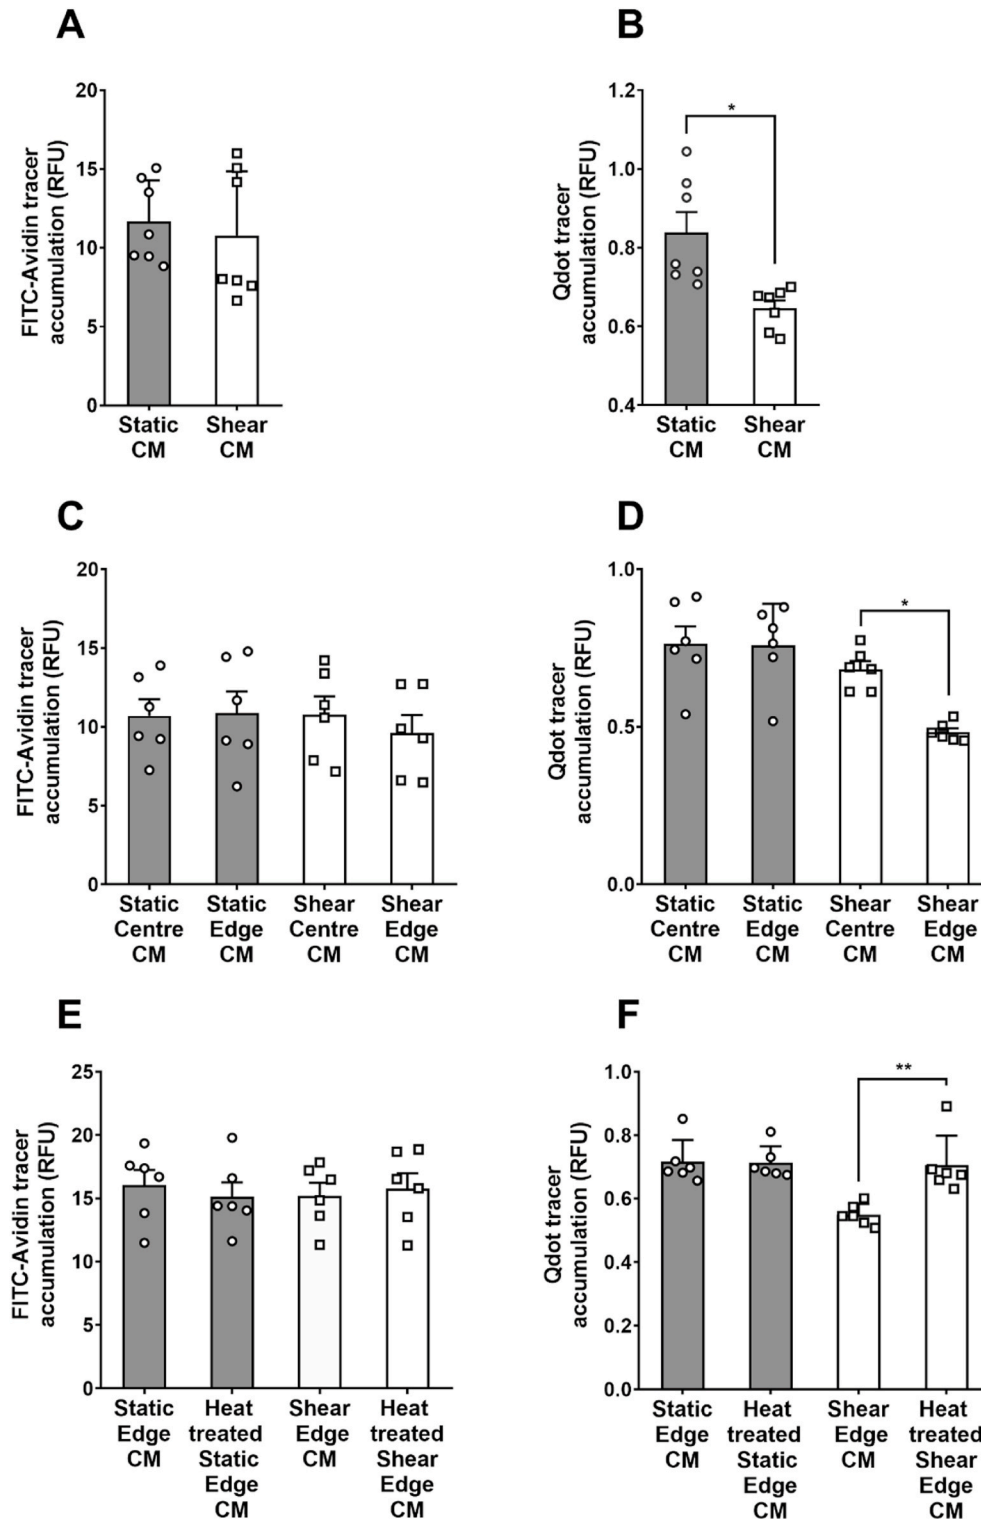 A
FITC-Avidin tracer
accumulation (RFU)
20
15
10
5
0
Static
CM
Shear
CM
B
Qdot tracer
accumulation (RFU)
1.2
1.0
0.8
0.6
0.4
*
Static
CM
Shear
CM
C
FITC-Avidin tracer
accumulation (RFU)
20
15
10
5
0
Static
Centre
CM
Static
Edge
CM
Shear
Centre
CM
Shear
Edge
CM
D
Qdot tracer
accumulation (RFU)
1.0
0.5
0.0
*
Static
Centre
CM
Static
Edge
CM
Shear
Centre
CM
Shear
Edge
CM
E
FITC-Avidin tracer
accumulation (RFU)
25
20
15
10
5
0
Static
Edge
CM
Heat
treated
Static
Edge
CM
Shear
Edge
CM
Heat
treated
Shear
Edge
CM
F
Qdot tracer
accumulation (RFU)
1.0
0.8
0.6
0.4
0.2
0.0
**
Static
Edge
CM
Heat
treated
Static
Edge
CM
Shear
Edge
CM
Heat
treated
Shear
Edge
CM